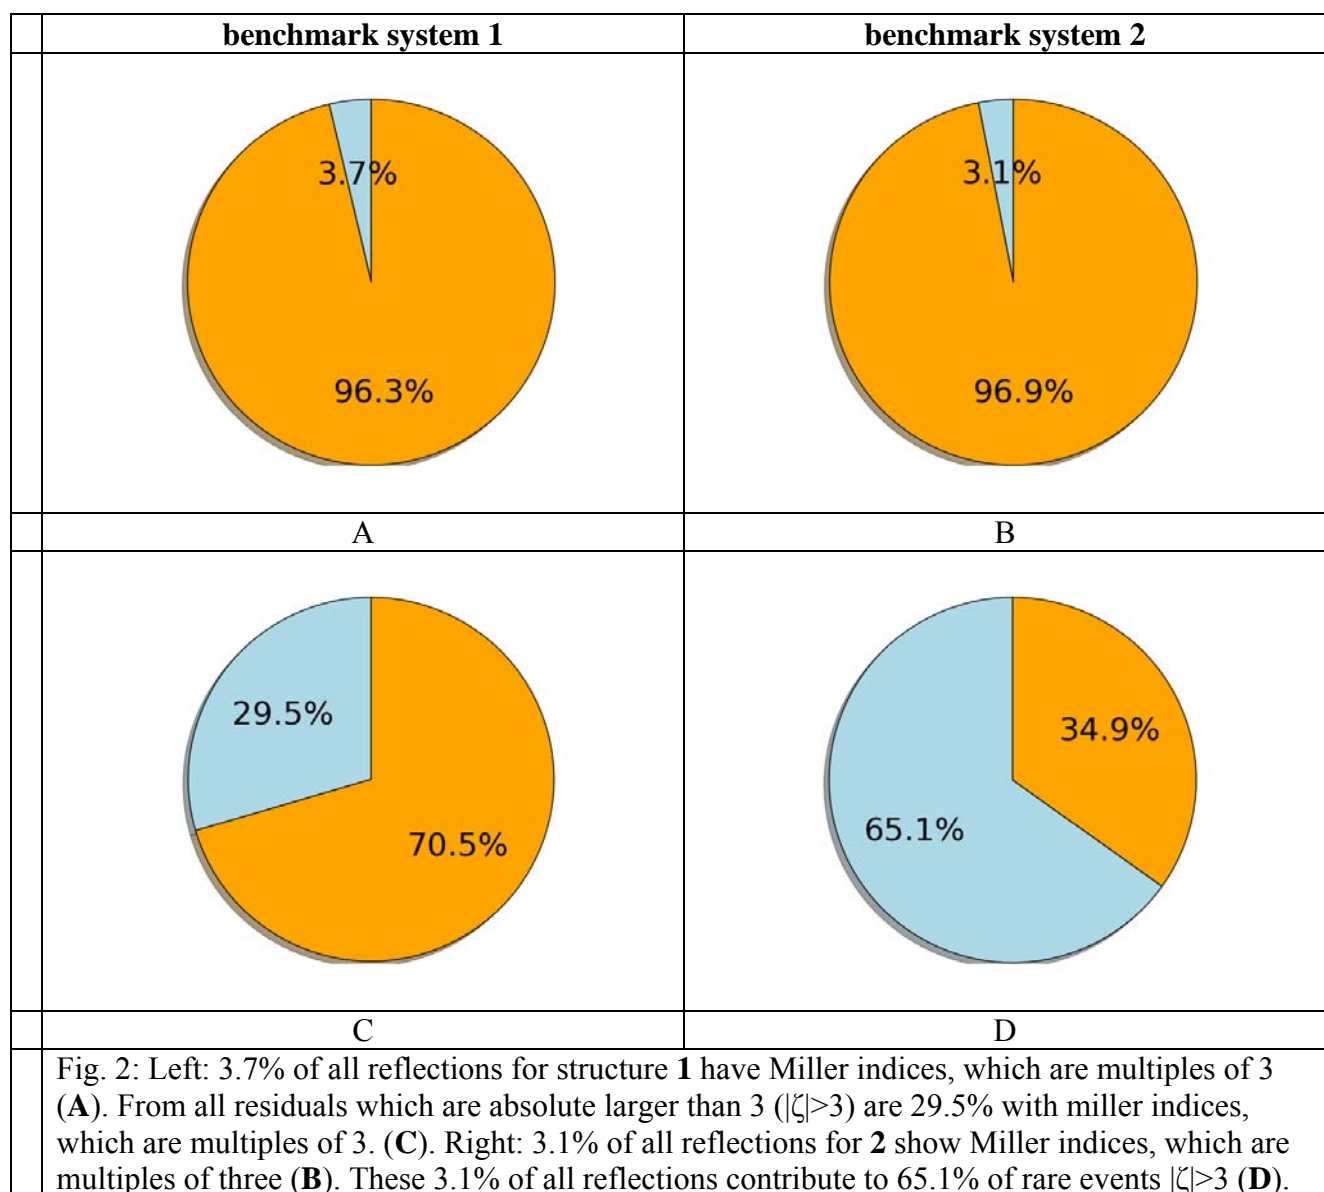 benchmark system 1
benchmark system 2
3.7%
96.3%
3.1%
96.9%
A
B
29.5%
70.5%
34.9%
65.1%
C
D
Fig. 2: Left: 3.7% of all reflections for structure 1 have Miller indices, which are multiples of 3
(A). From all residuals which are absolute larger than 3 (|ζ|>3) are 29.5% with miller indices,
which are multiples of 3. (C). Right: 3.1% of all reflections for 2 show Miller indices, which are
multiples of three (B). These 3.1% of all reflections contribute to 65.1% of rare events |ζ|>3 (D).